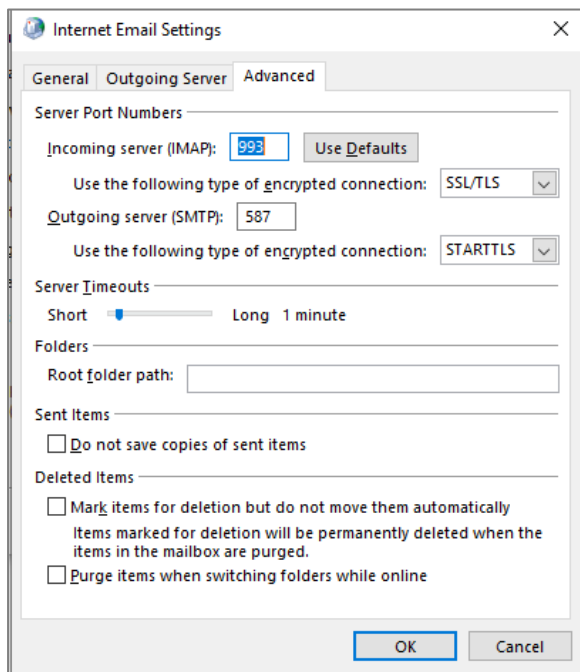 Internet Email Settings
General Outgoing Server Advanced
Server Port Numbers
Incoming server (IMAP): 993 Use Defaults
Use the following type of encrypted connection: SSL/TLS
Outgoing server (SMTP): 587
Use the following type of encrypted connection: STARTTLS
Server Timeouts
Short Long 1 minute
Folders
Root folder path:
Sent Items
Do not save copies of sent items
Deleted Items
Mark items for deletion but do not move them automatically
Items marked for deletion will be permanently deleted when the
items in the mailbox are purged.
Purge items when switching folders while online
OK Cancel